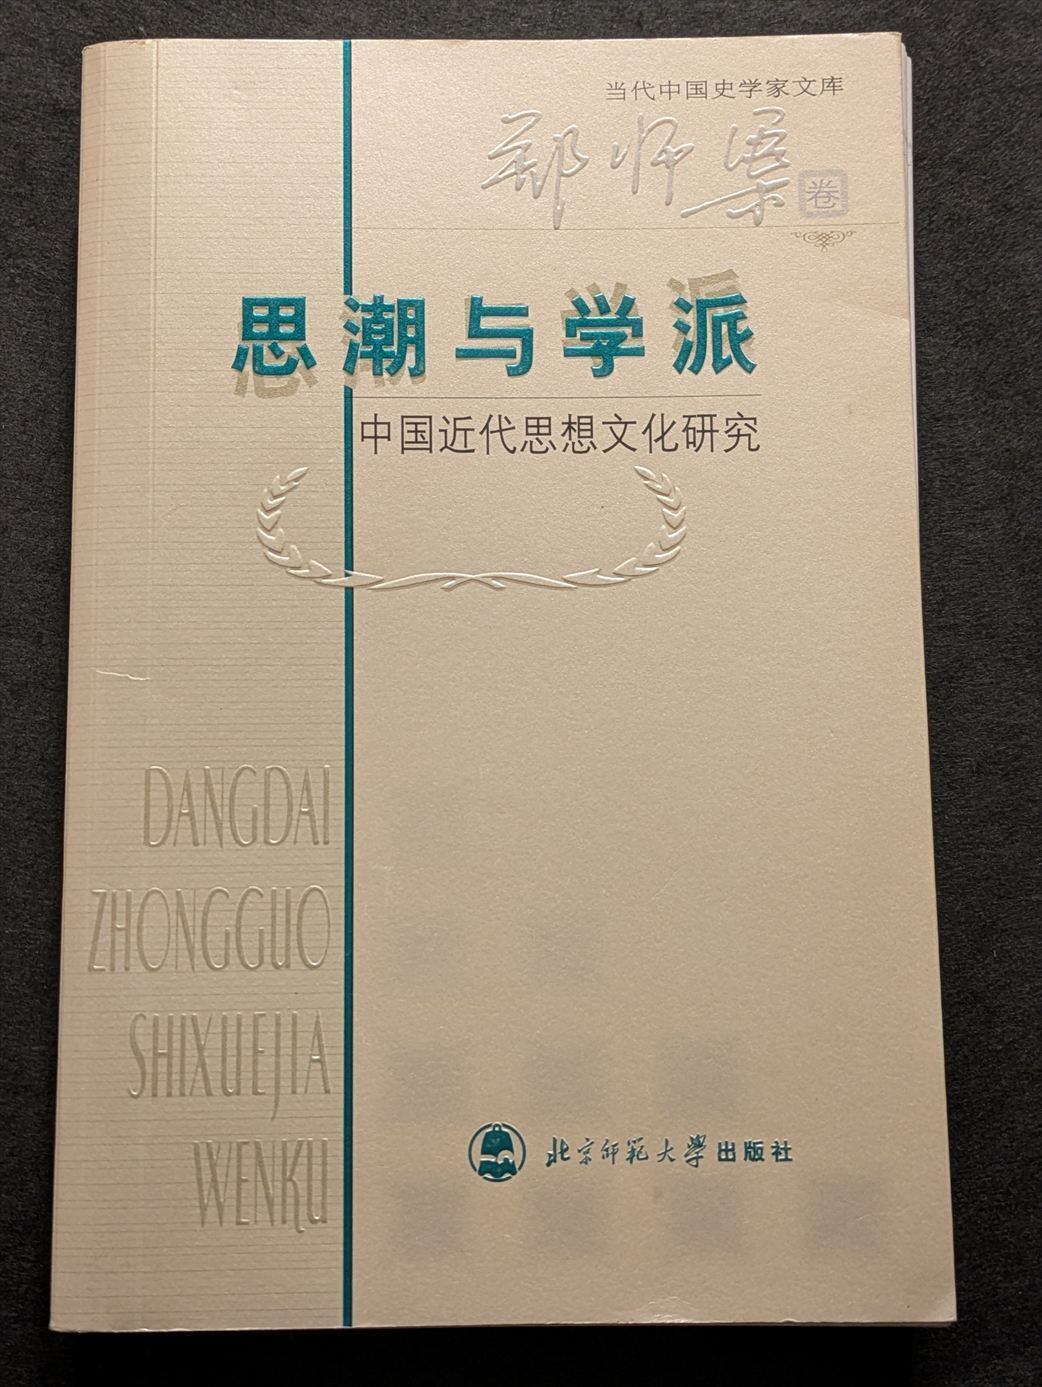 当代中国史学家文库
郑师渠 卷
思潮与学派
中国近代思想文化研究
DANGDAI
ZHONGGUO
SHIXUEJIA
WENKU
北京师范大学出版社